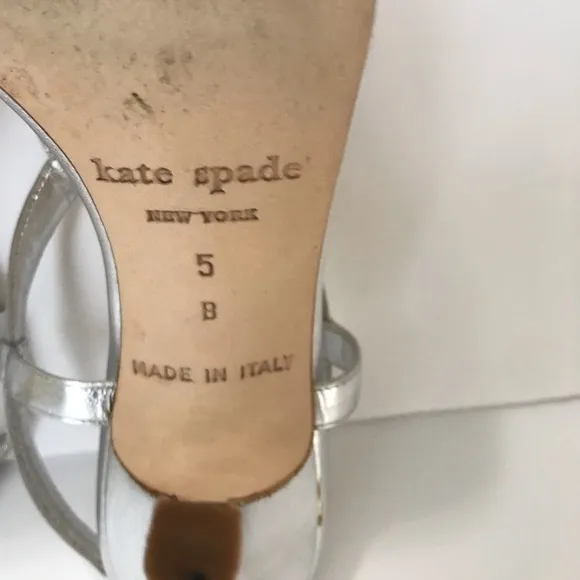 kate spade
NEW YORK
5
B
MADE IN ITALY